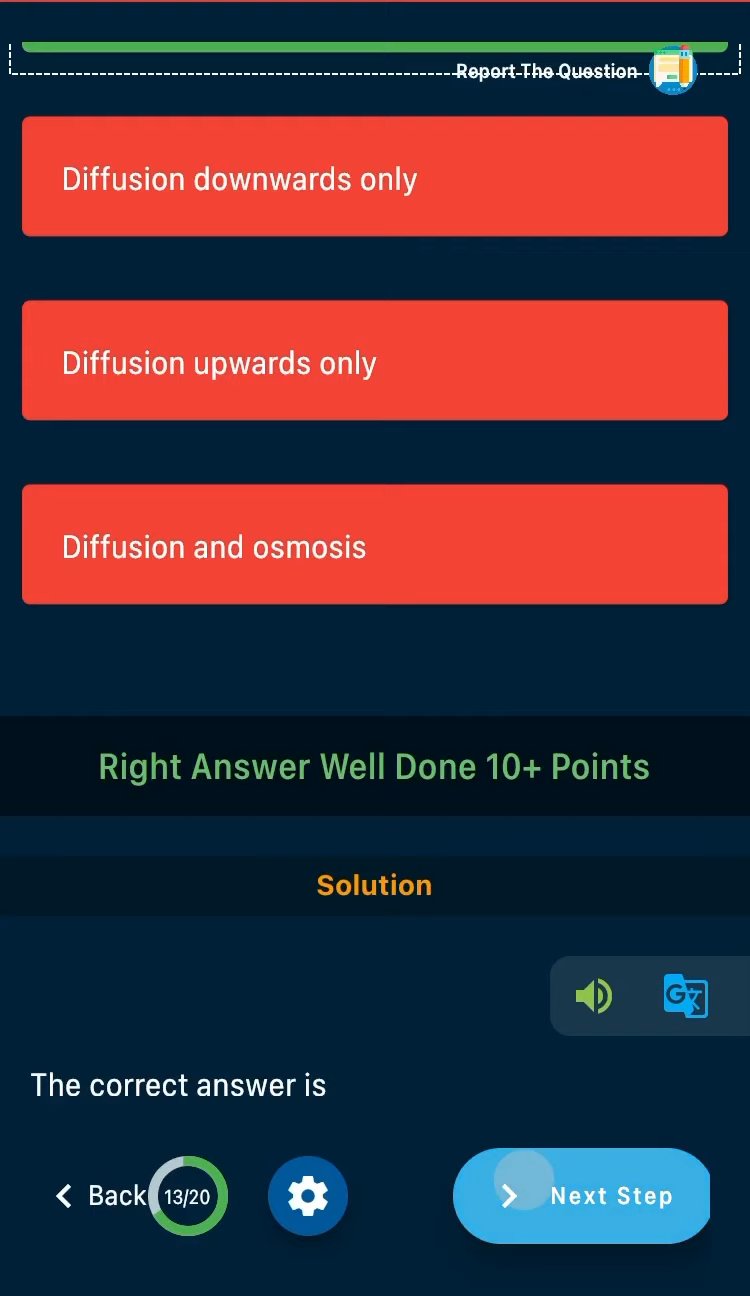 Report The Question
Diffusion downwards only
Diffusion upwards only
Diffusion and osmosis
Right Answer Well Done 10+ Points
Solution
The correct answer is
Back
13/20
Next Step